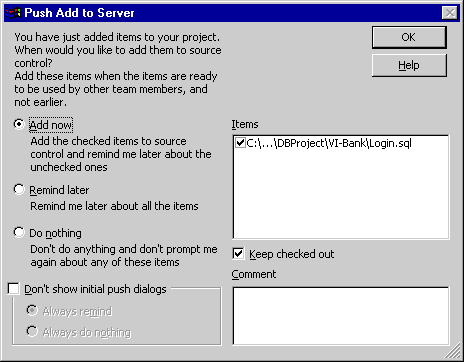 Push Add to Server
You have just added items to your project.
When would you like to add them to source
control?
Add these items when the items are ready
to be used by other team members, and
not earlier.
OK
Help
Add now
Add the checked items to source
control and remind me later about the
unchecked ones
Remind later
Remind me later about all the items
Do nothing
Don't do anything and don't prompt me
again about any of these items
Don't show initial push dialogs
Always remind
Always do nothing
Items
C:\...\DBProject\VI-Bank\Login.sql
Keep checked out
Comment